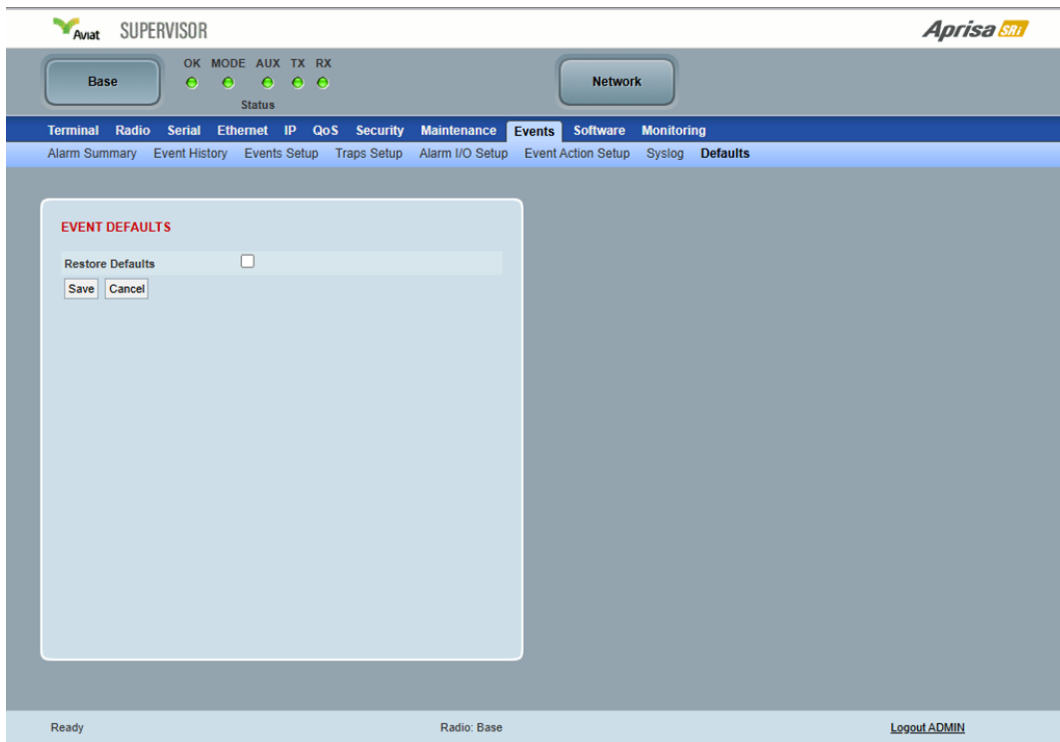 Aviat SUPERVISOR Aprisa SRi
Base OK MODE AUX TX RX Network
Status
Terminal Radio Serial Ethernet IP QoS Security Maintenance Events Software Monitoring
Alarm Summary Event History Events Setup Traps Setup Alarm I/O Setup Event Action Setup Syslog Defaults
EVENT DEFAULTS
Restore Defaults
Save Cancel
Ready Radio: Base Logout ADMIN